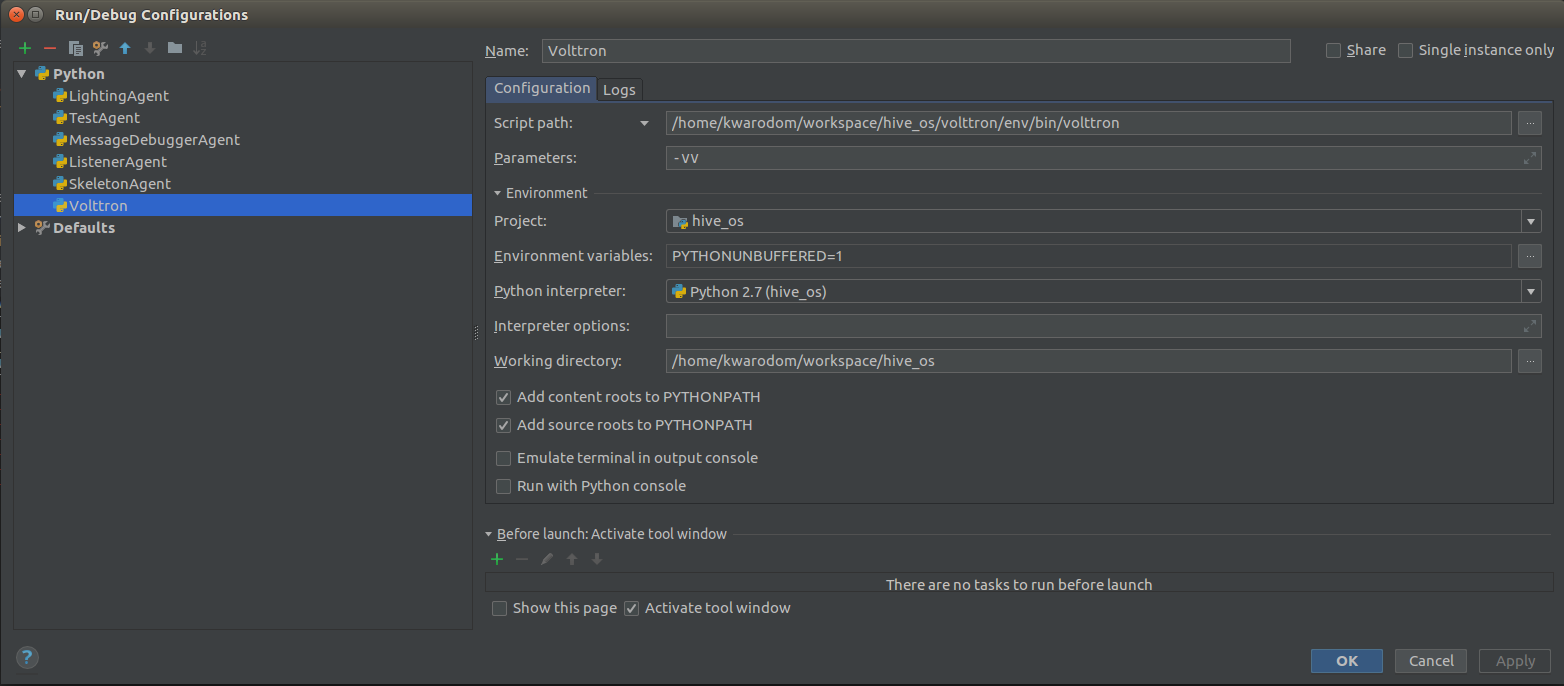 Run/Debug Configurations
Python
LightingAgent
TestAgent
MessageDebuggerAgent
ListenerAgent
SkeletonAgent
Volttron
Defaults
Name: Volttron
Share
Single instance only
Configuration Logs
Script path: /home/kwarodom/workspace/hive_os/volttron/env/bin/volttron
Parameters: -vv
Environment
Project: hive_os
Environment variables: PYTHONUNBUFFERED=1
Python interpreter: Python 2.7 (hive_os)
Interpreter options:
Working directory: /home/kwarodom/workspace/hive_os
Add content roots to PYTHONPATH
Add source roots to PYTHONPATH
Emulate terminal in output console
Run with Python console
Before launch: Activate tool window
There are no tasks to run before launch
Show this page Activate tool window
? OK Cancel Apply